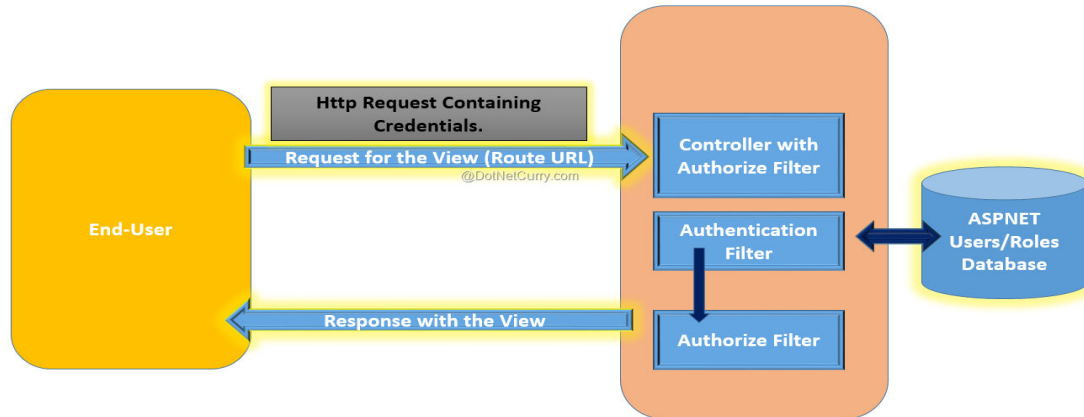 Http Request Containing
Credentials.
Request for the View (Route URL)
@DotNetCurry.com
Controller with
Authorize Filter
End-User
Authentication
Filter
ASPNET
Users/Roles
Database
Response with the View
Authorize Filter